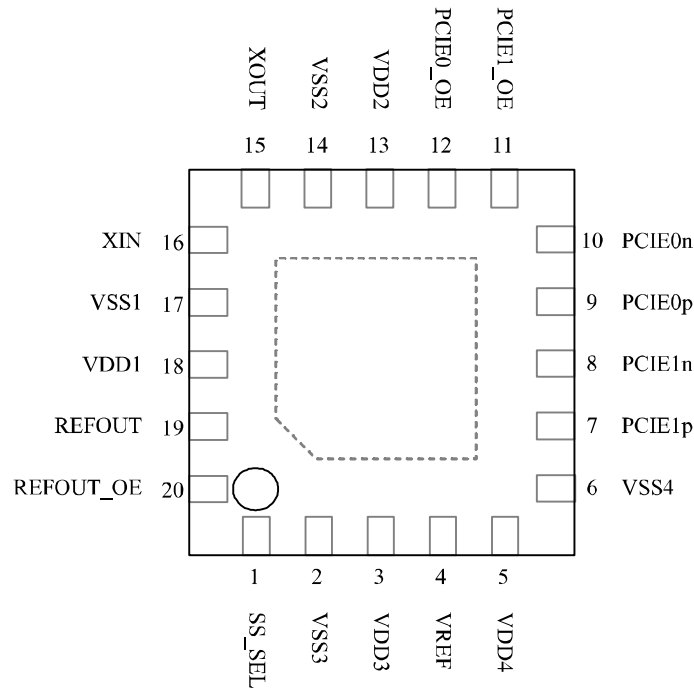 XOUT VSS2 VDD2 PCIE0_OE PCIE1_OE
15 14 13 12 11
XIN 16 10 PCIE0n
VSS1 17 9 PCIE0p
VDD1 18 8 PCIE1n
REFOUT 19 7 PCIE1p
REFOUT_OE 20 6 VSS4
1 2 3 4 5
SS_SEL VSS3 VDD3 VREF VDD4